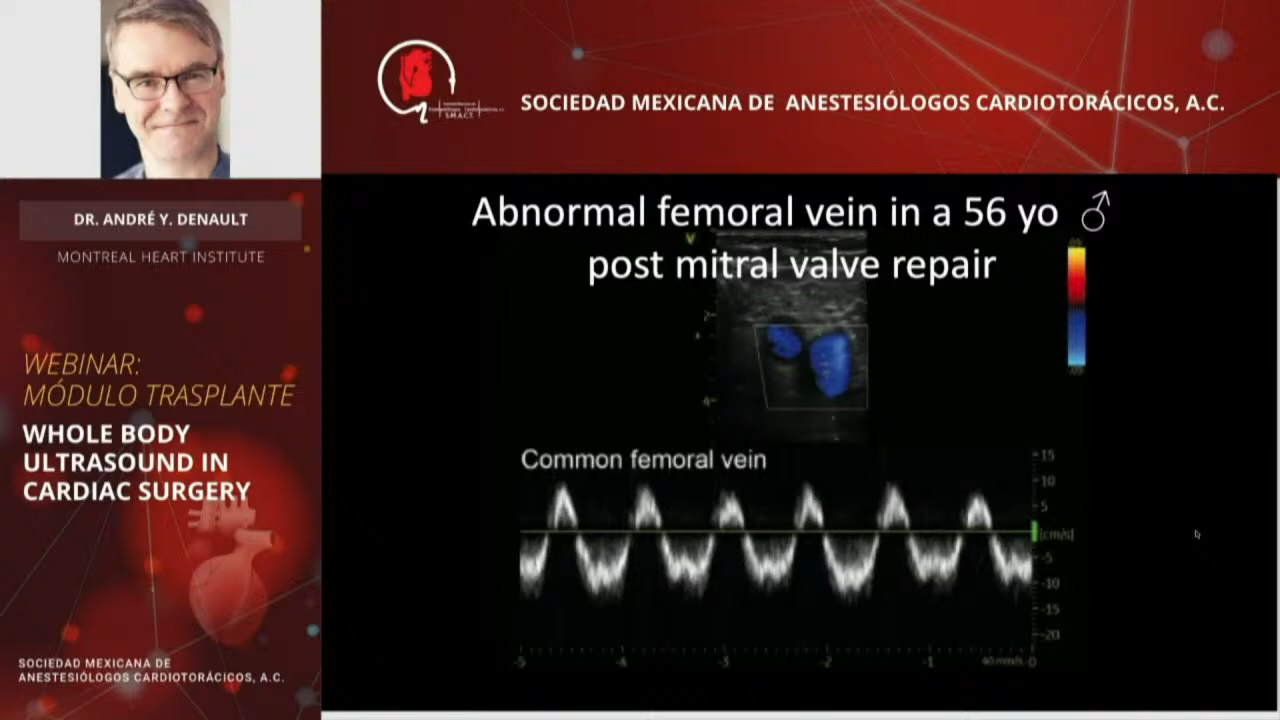 SOCIEDAD MEXICANA DE ANESTESIÓLOGOS CARDIOTORÁCICOS, A.C.
S.M.A.C.T.
DR. ANDRÉ Y. DENAULT
MONTREAL HEART INSTITUTE
WEBINAR:
MÓDULO TRASPLANTE
WHOLE BODY
ULTRASOUND IN
CARDIAC SURGERY
SOCIEDAD MEXICANA DE
ANESTESIÓLOGOS CARDIOTORÁCICOS, A.C.
Abnormal femoral vein in a 56 yo ♂
post mitral valve repair
V
Common femoral vein
15
10
5
[cm/s]
-5
-10
-15
-20
-5 -4 -3 -2 -1 0